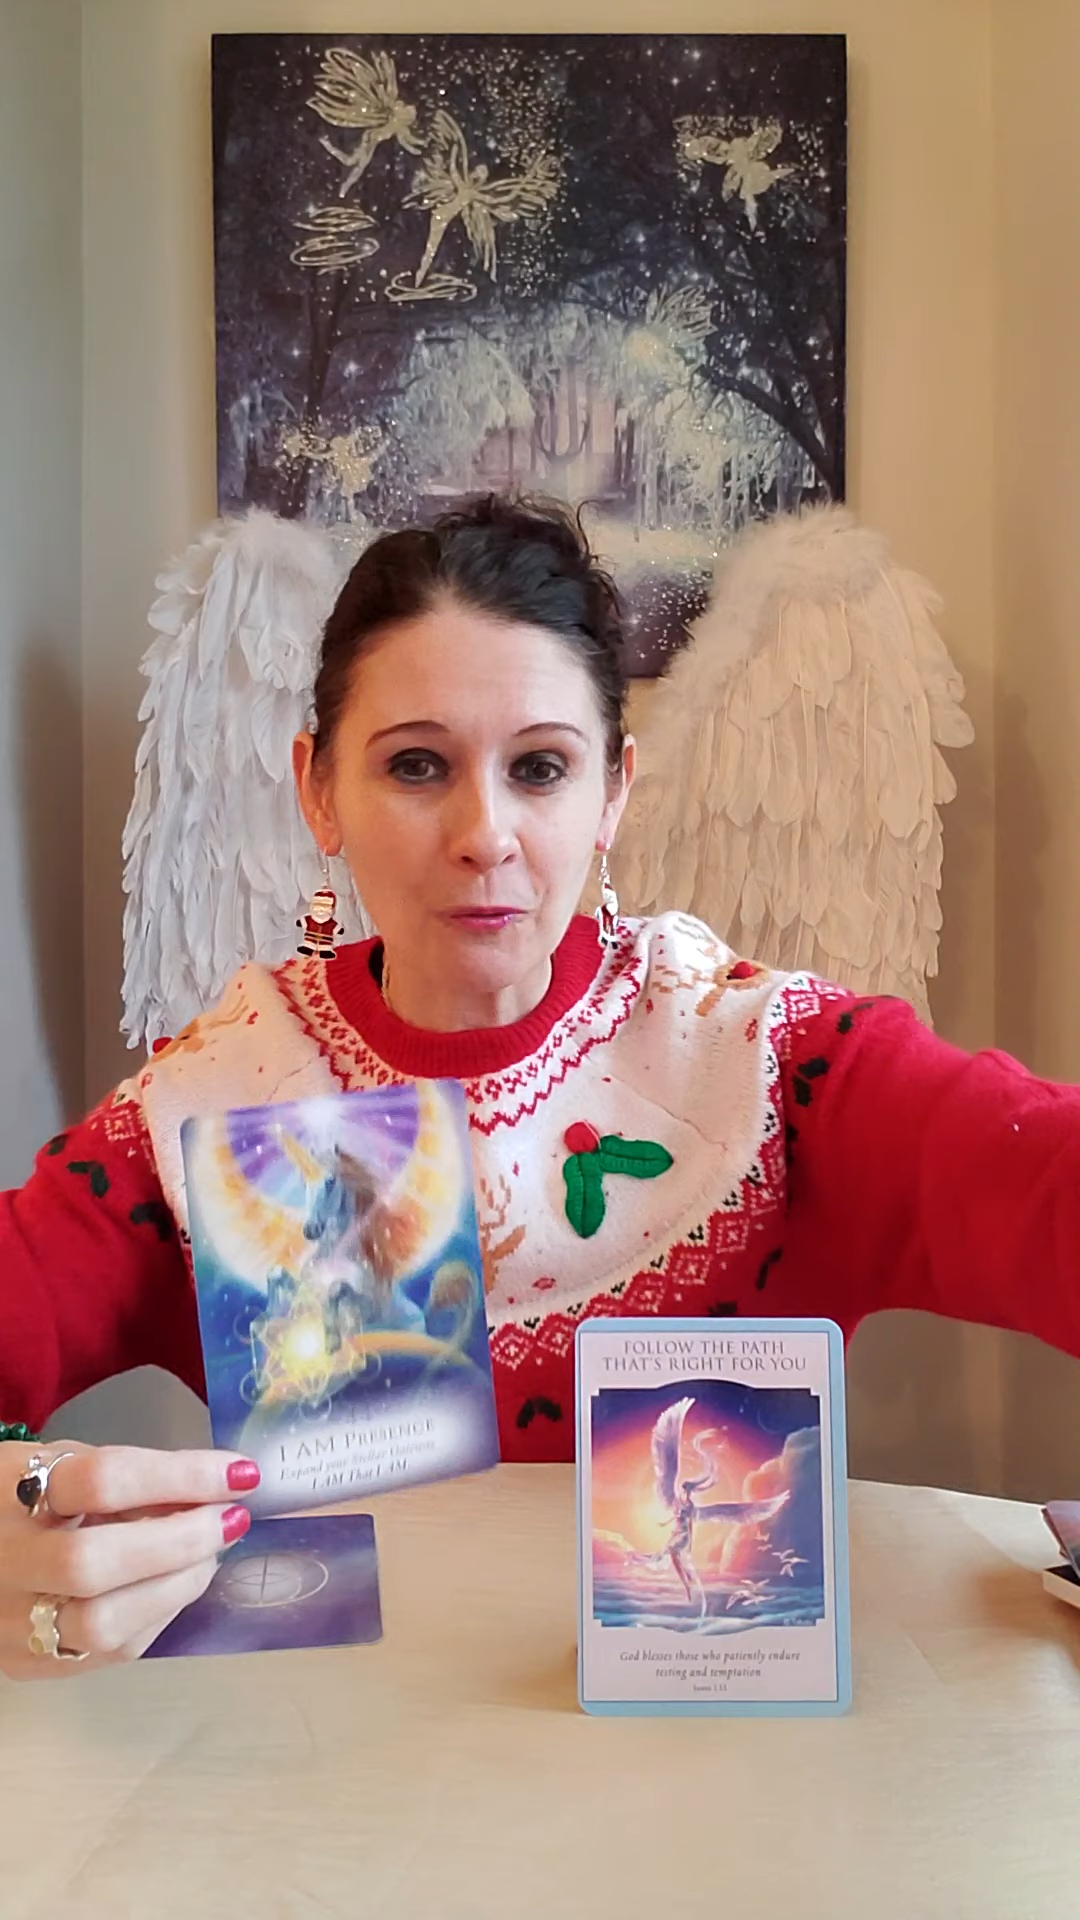 I AM PRESENCE
Expand your Stellar Gateway
I AM That I AM.
FOLLOW THE PATH
THAT'S RIGHT FOR YOU
God blesses those who patiently endure
testing and temptation